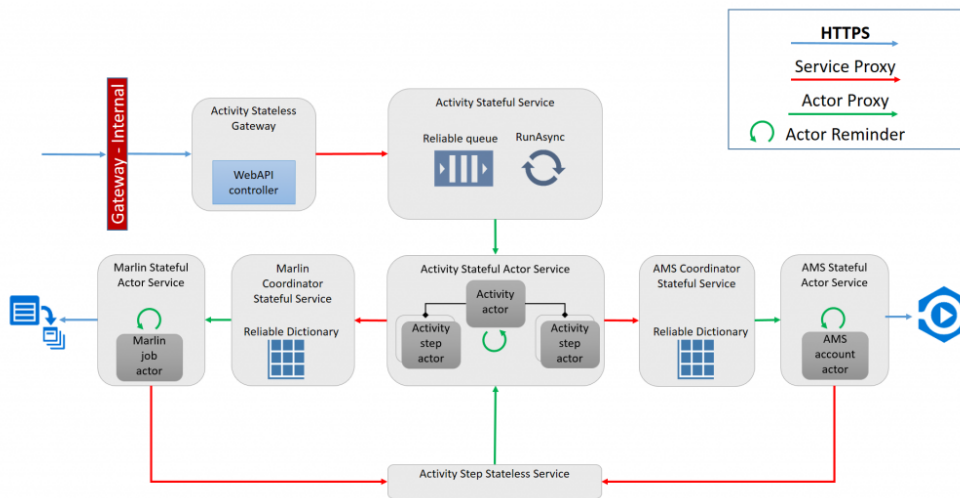 HTTPS
Service Proxy
Actor Proxy
Actor Reminder
Gateway - Internal
Activity Stateless
Gateway
WebAPI
controller
Activity Stateful Service
Reliable queue
RunAsync
Marlin Stateful
Actor Service
Marlin
job
actor
Marlin
Coordinator
Stateful Service
Reliable Dictionary
Activity Stateful Actor Service
Activity
actor
Activity
step actor
Activity
step actor
AMS Coordinator
Stateful Service
Reliable Dictionary
AMS Stateful
Actor Service
AMS
account
actor
Activity Step Stateless Service